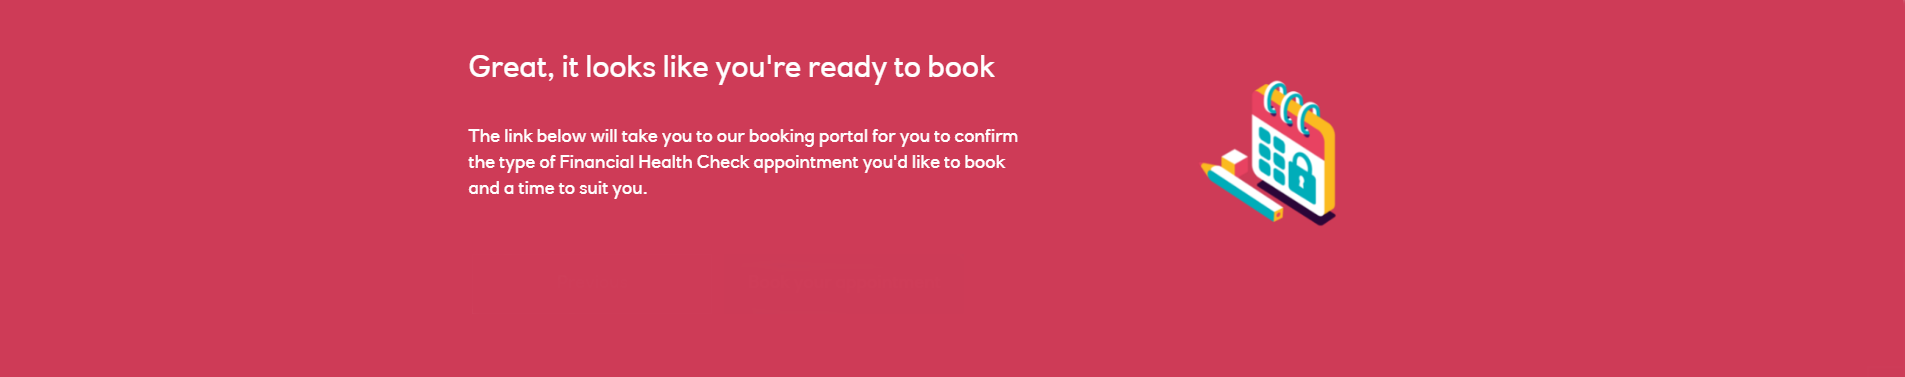 Great, it looks like you're ready to book
The link below will take you to our booking portal for you to confirm
the type of Financial Health Check appointment you'd like to book
and a time to suit you.